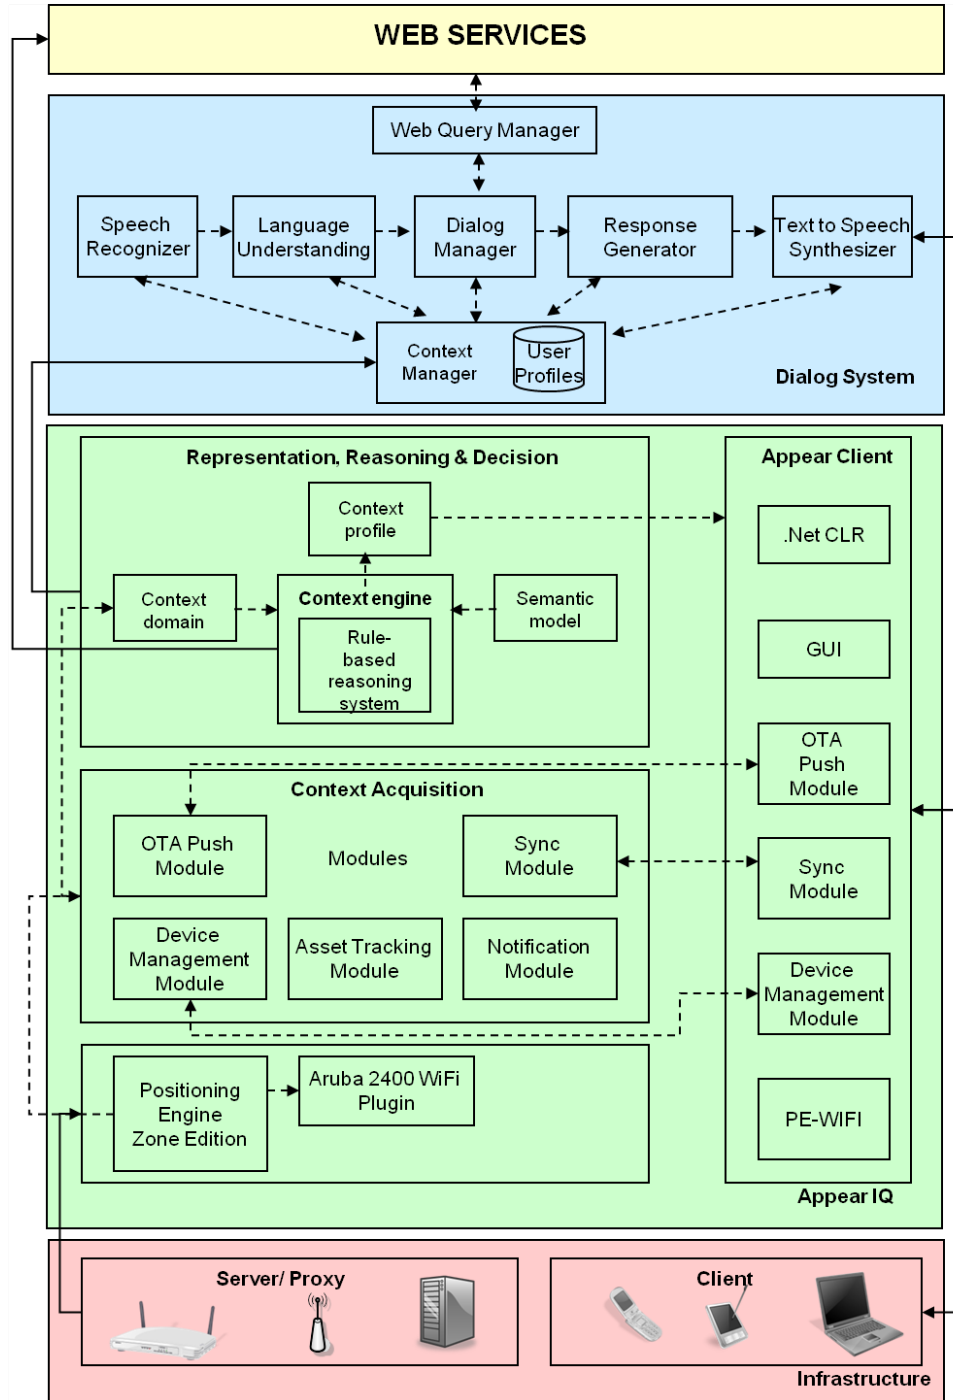 WEB SERVICES
Web Query Manager
Speech
Recognizer
Language
Understanding
Dialog
Manager
Response
Generator
Text to Speech
Synthesizer
Context
Manager
User
Profiles
Dialog System
Representation, Reasoning & Decision
Context
profile
Context
domain
Context engine
Rule-
based
reasoning
system
Semantic
model
Appear Client
.Net CLR
GUI
OTA
Push
Module
Sync
Module
Device
Management
Module
PE-WIFI
Context Acquisition
OTA Push
Module
Modules
Sync
Module
Device
Management
Module
Asset Tracking
Module
Notification
Module
Positioning
Engine
Zone Edition
Aruba 2400 WiFi
Plugin
Appear IQ
Server/ Proxy
Client
Infrastructure